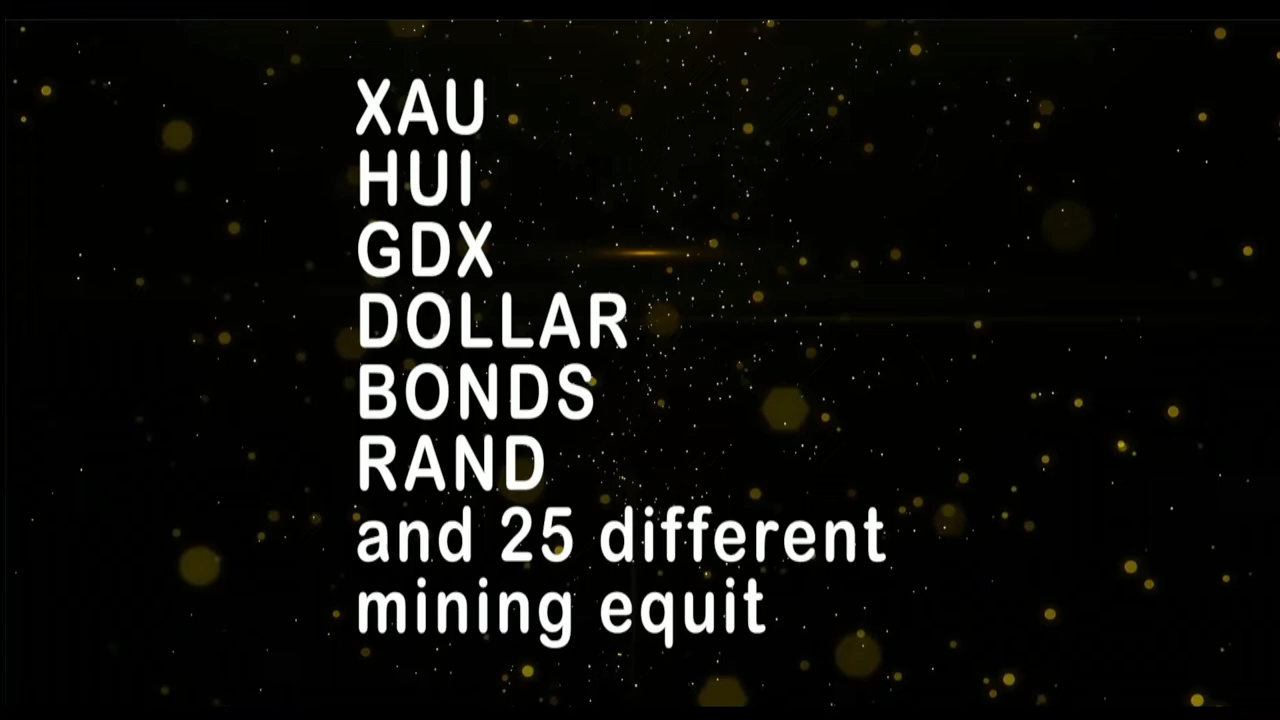 XAU
HUI
GDX
DOLLAR
BONDS
RAND
and 25 different
mining equit